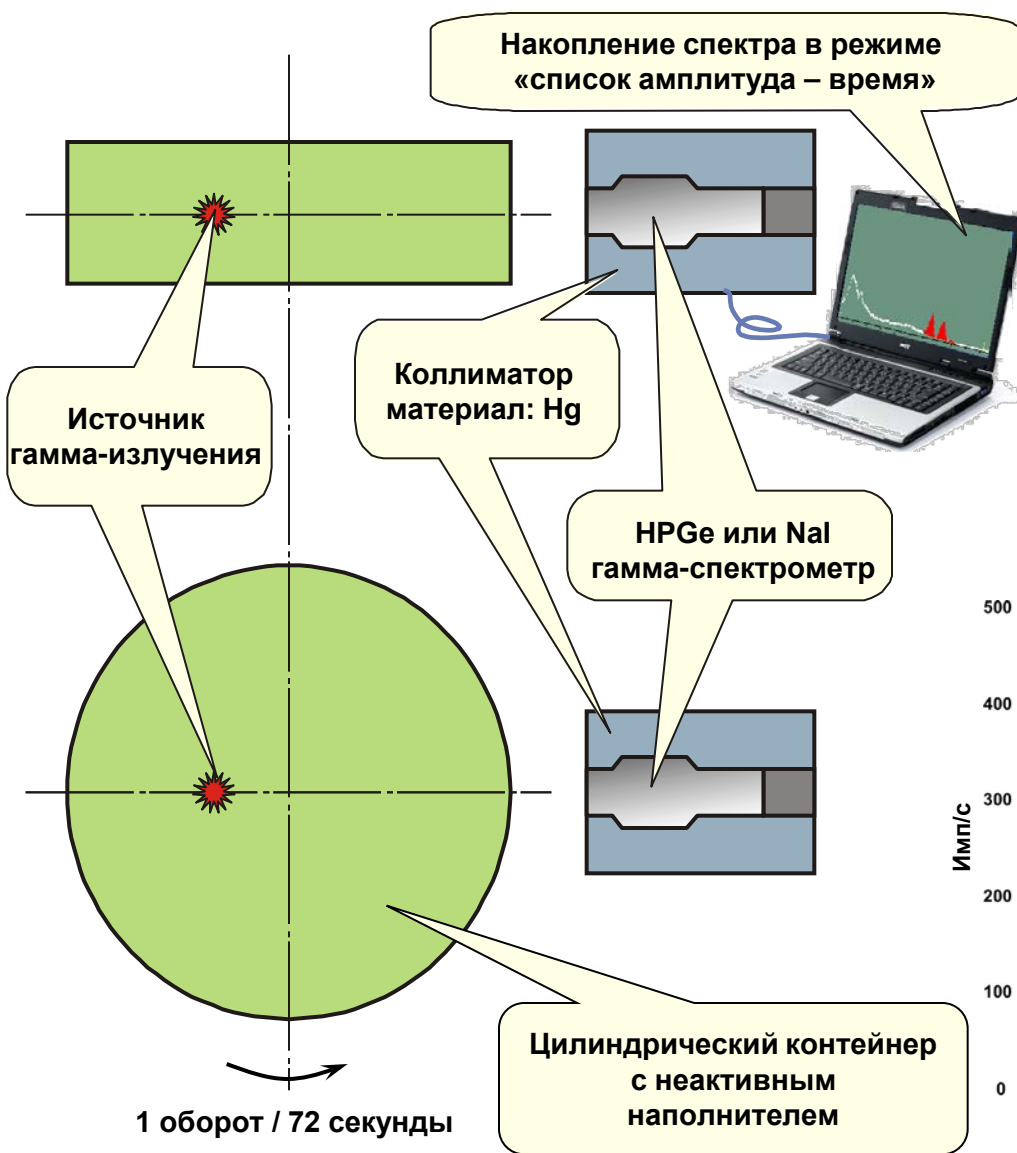 Накопление спектра в режиме
«список амплитуда – время»
Источник
гамма-излучения
Коллиматор
материал: Hg
HPGe или NaI
гамма-спектрометр
500
400
300
200
100
0
Имп/с
Цилиндрический контейнер
с неактивным
наполнителем
1 оборот / 72 секунды